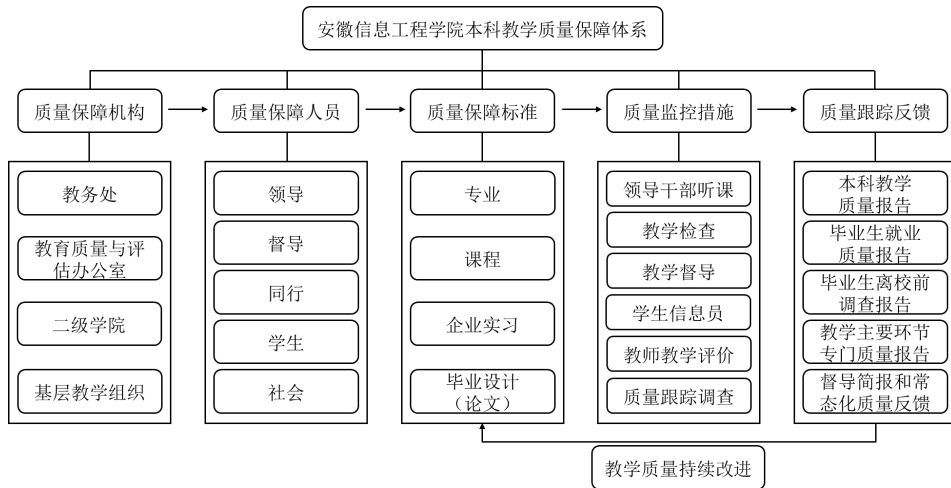 安徽信息工程学院本科教学质量保障体系
质量保障机构
质量保障人员
质量保障标准
质量监控措施
质量跟踪反馈
教务处
教育质量与评
估办公室
二级学院
基层教学组织
领导
督导
同行
学生
社会
专业
课程
企业实习
毕业设计
（论文）
领导干部听课
教学检查
教学督导
学生信息员
教师教学评价
质量跟踪调查
本科教学
质量报告
毕业生就业
质量报告
毕业生离校前
调查报告
教学主要环节
专门质量报告
督导简报和常
态化质量反馈
教学质量持续改进